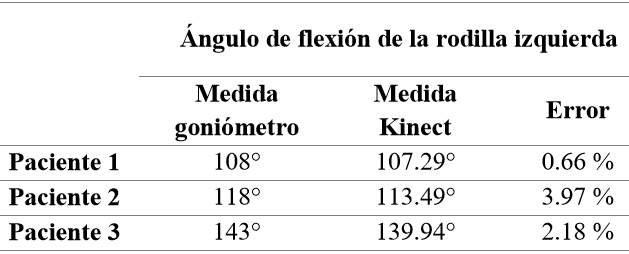 Ángulo de flexión de la rodilla izquierda
Medida goniómetro Medida Kinect Error
Paciente 1 108° 107.29° 0.66 %
Paciente 2 118° 113.49° 3.97 %
Paciente 3 143° 139.94° 2.18 %